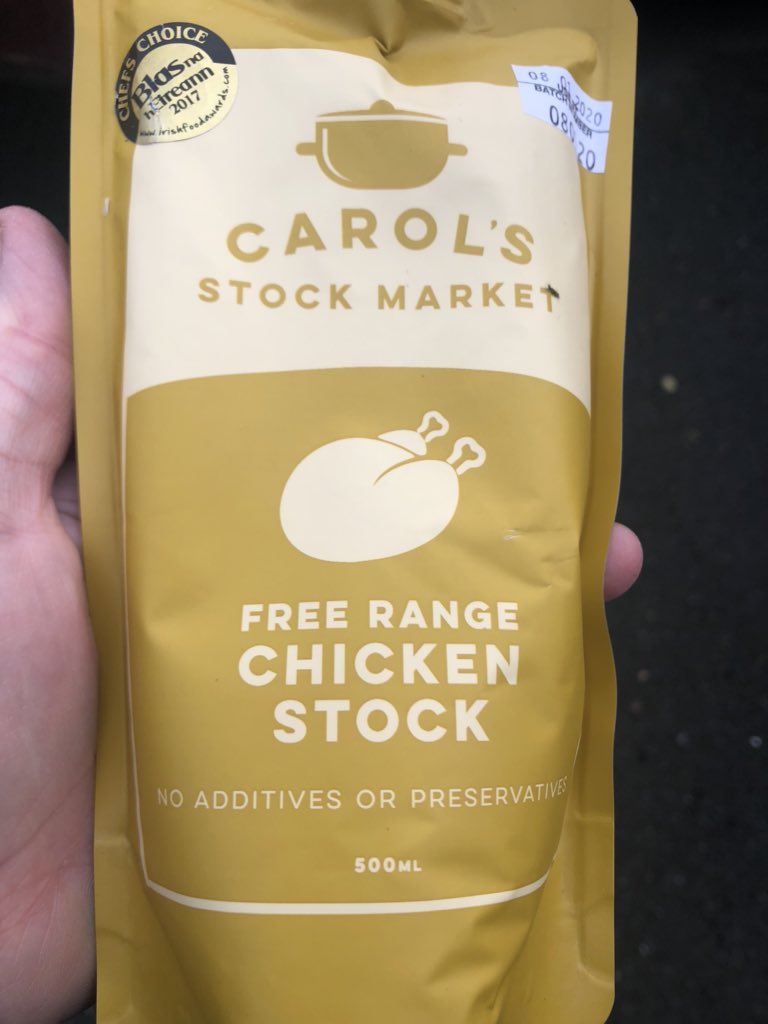 CHEFS CHOICE
Blas na
hÉireann
2017
www.irishfoodawards.com
BATCH
CAROL'S
STOCK MARKET
FREE RANGE
CHICKEN
STOCK
NO ADDITIVES OR PRESERVATIVES
500ML